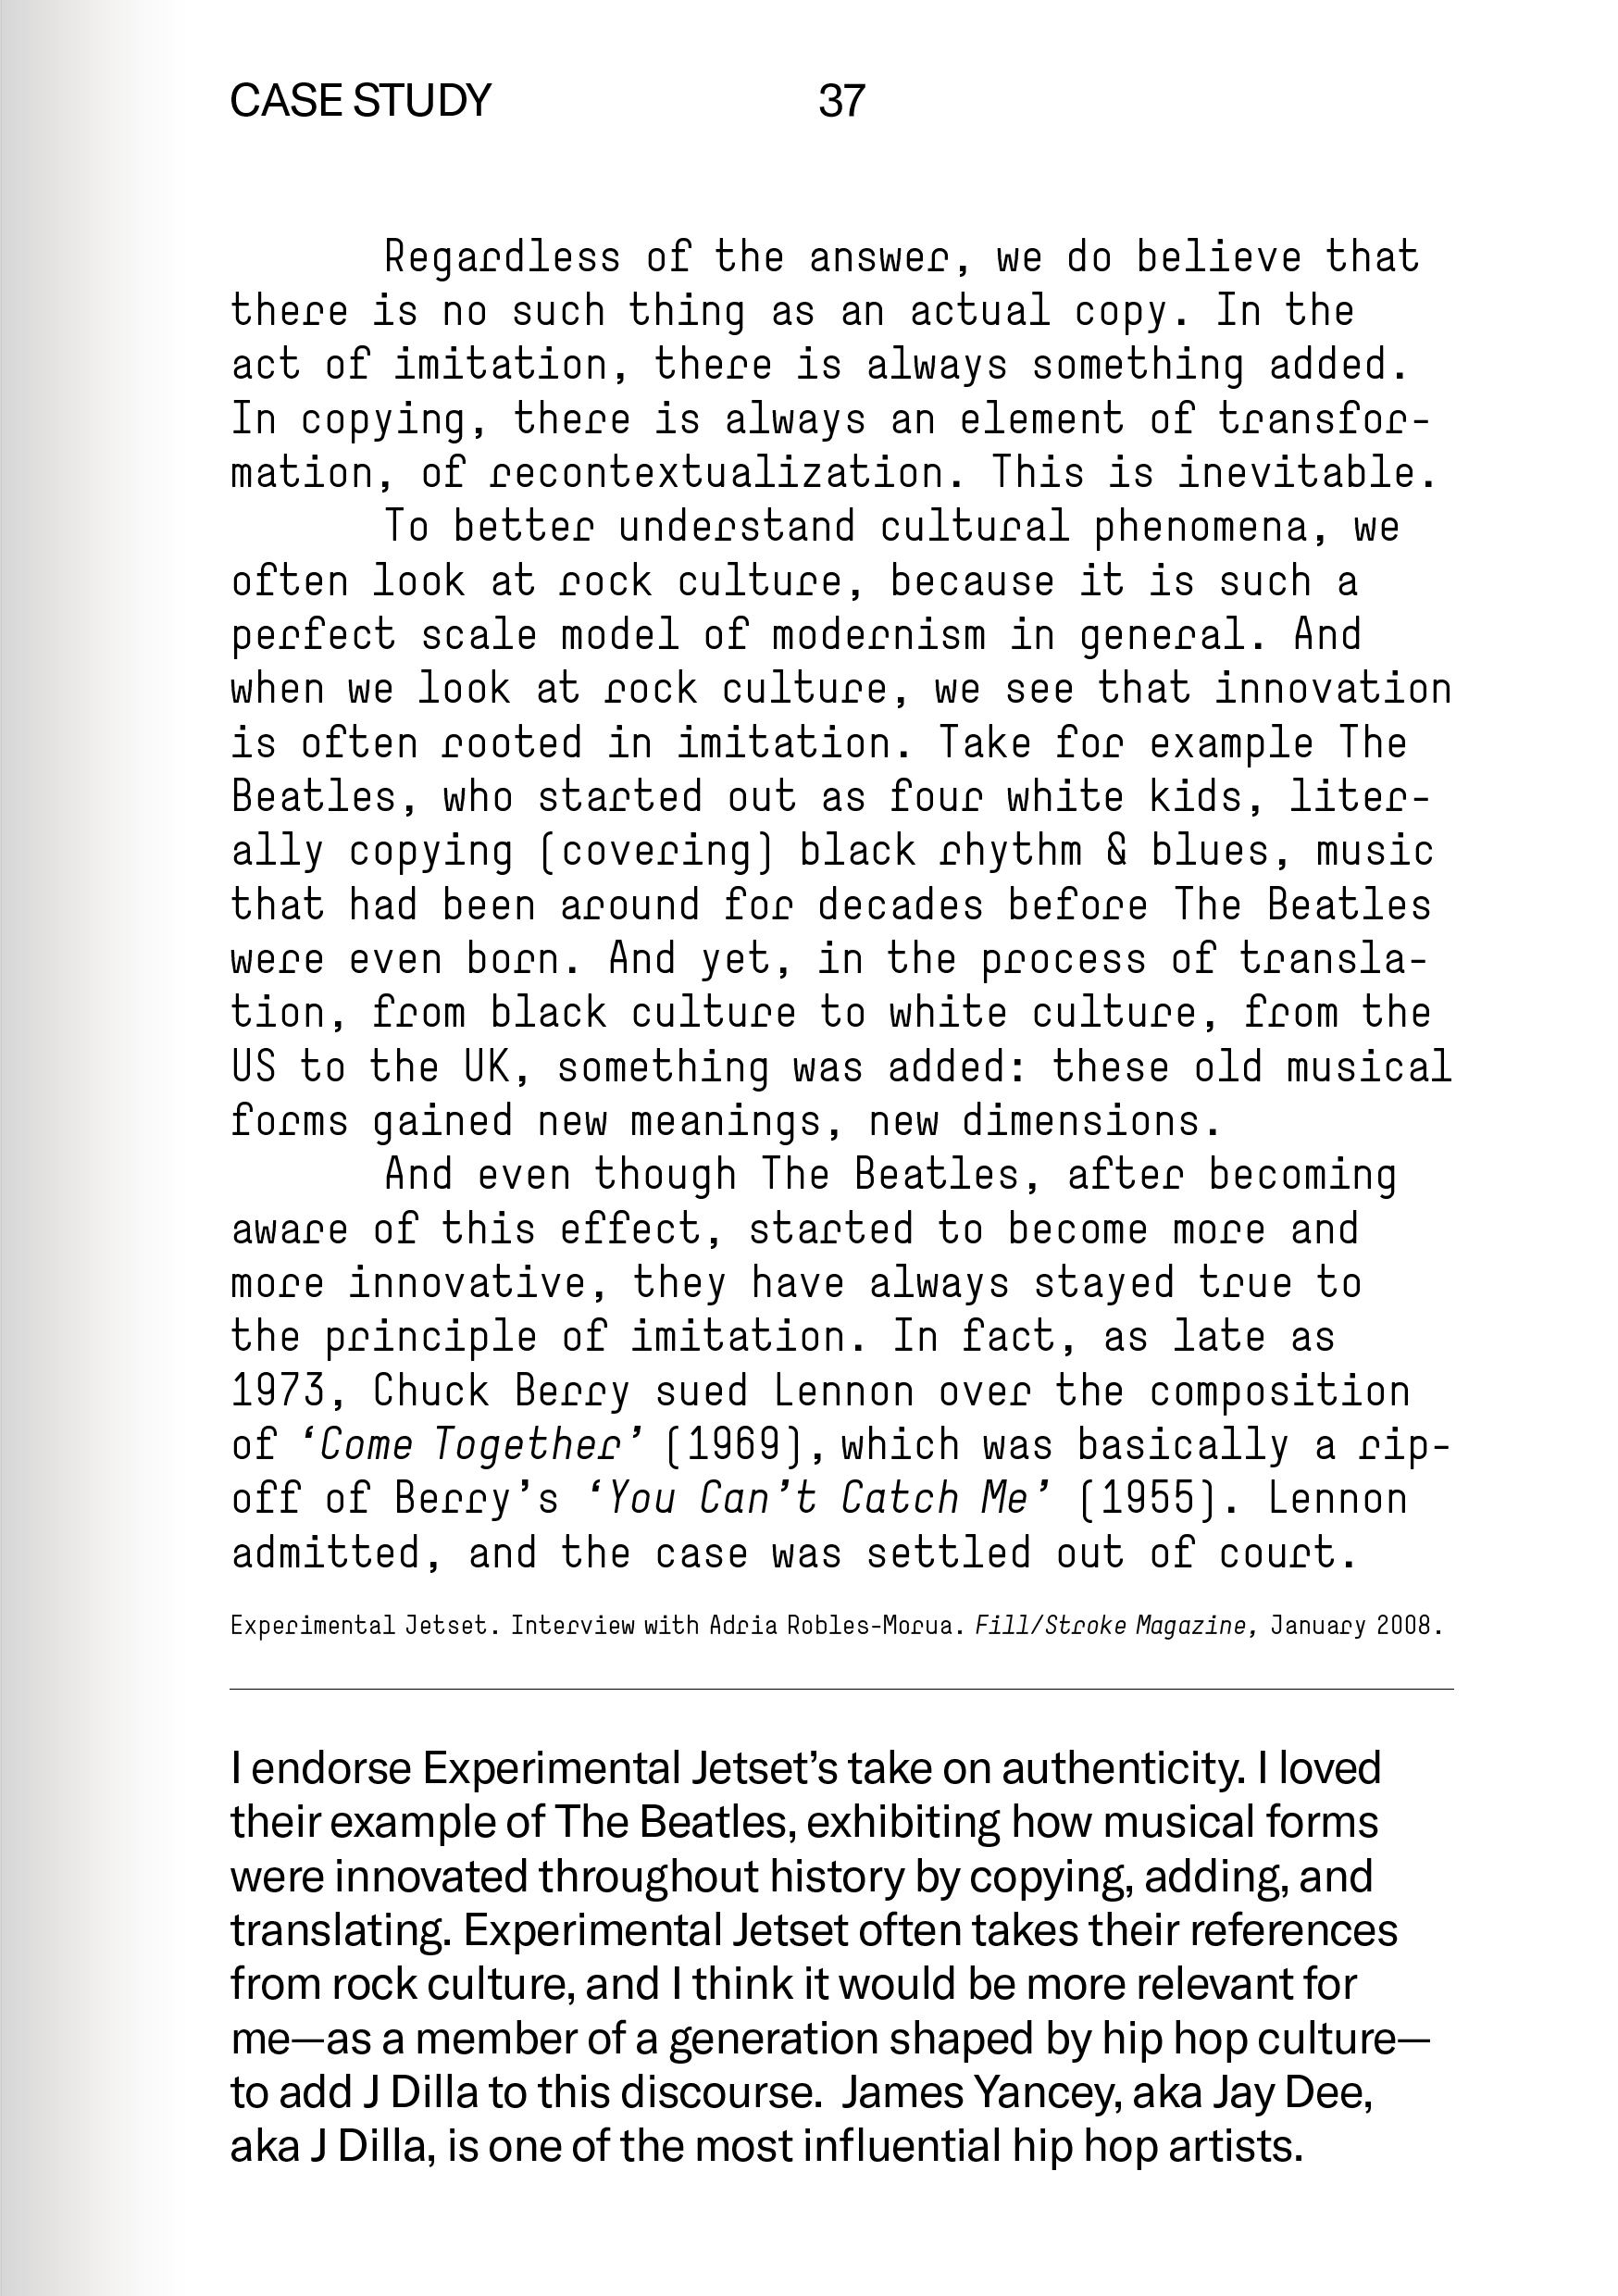 CASE STUDY 37
Regardless of the answer, we do believe that
there is no such thing as an actual copy. In the
act of imitation, there is always something added.
In copying, there is always an element of transfor-
mation, of recontextualization. This is inevitable.
To better understand cultural phenomena, we
often look at rock culture, because it is such a
perfect scale model of modernism in general. And
when we look at rock culture, we see that innovation
is often rooted in imitation. Take for example The
Beatles, who started out as four white kids, liter-
ally copying (covering) black rhythm & blues, music
that had been around for decades before The Beatles
were even born. And yet, in the process of transla-
tion, from black culture to white culture, from the
US to the UK, something was added: these old musical
forms gained new meanings, new dimensions.
And even though The Beatles, after becoming
aware of this effect, started to become more and
more innovative, they have always stayed true to
the principle of imitation. In fact, as late as
1973, Chuck Berry sued Lennon over the composition
of ‘Come Together’ (1969), which was basically a rip-
off of Berry’s ‘You Can’t Catch Me’ (1955). Lennon
admitted, and the case was settled out of court.
Experimental Jetset. Interview with Adria Robles-Morua. Fill/Stroke Magazine, January 2008.
I endorse Experimental Jetset’s take on authenticity. I loved
their example of The Beatles, exhibiting how musical forms
were innovated throughout history by copying, adding, and
translating. Experimental Jetset often takes their references
from rock culture, and I think it would be more relevant for
me—as a member of a generation shaped by hip hop culture—
to add J Dilla to this discourse. James Yancey, aka Jay Dee,
aka J Dilla, is one of the most influential hip hop artists.